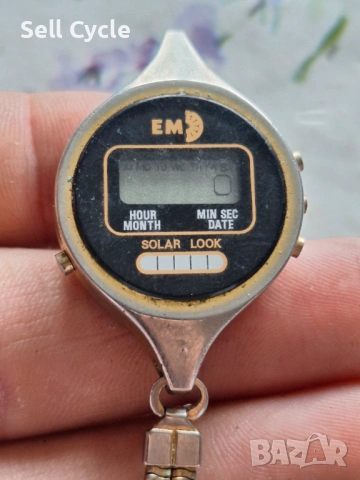 Sell Cycle
EM
HOUR MIN SEC
MONTH DATE
SOLAR LOOK
BAZAR